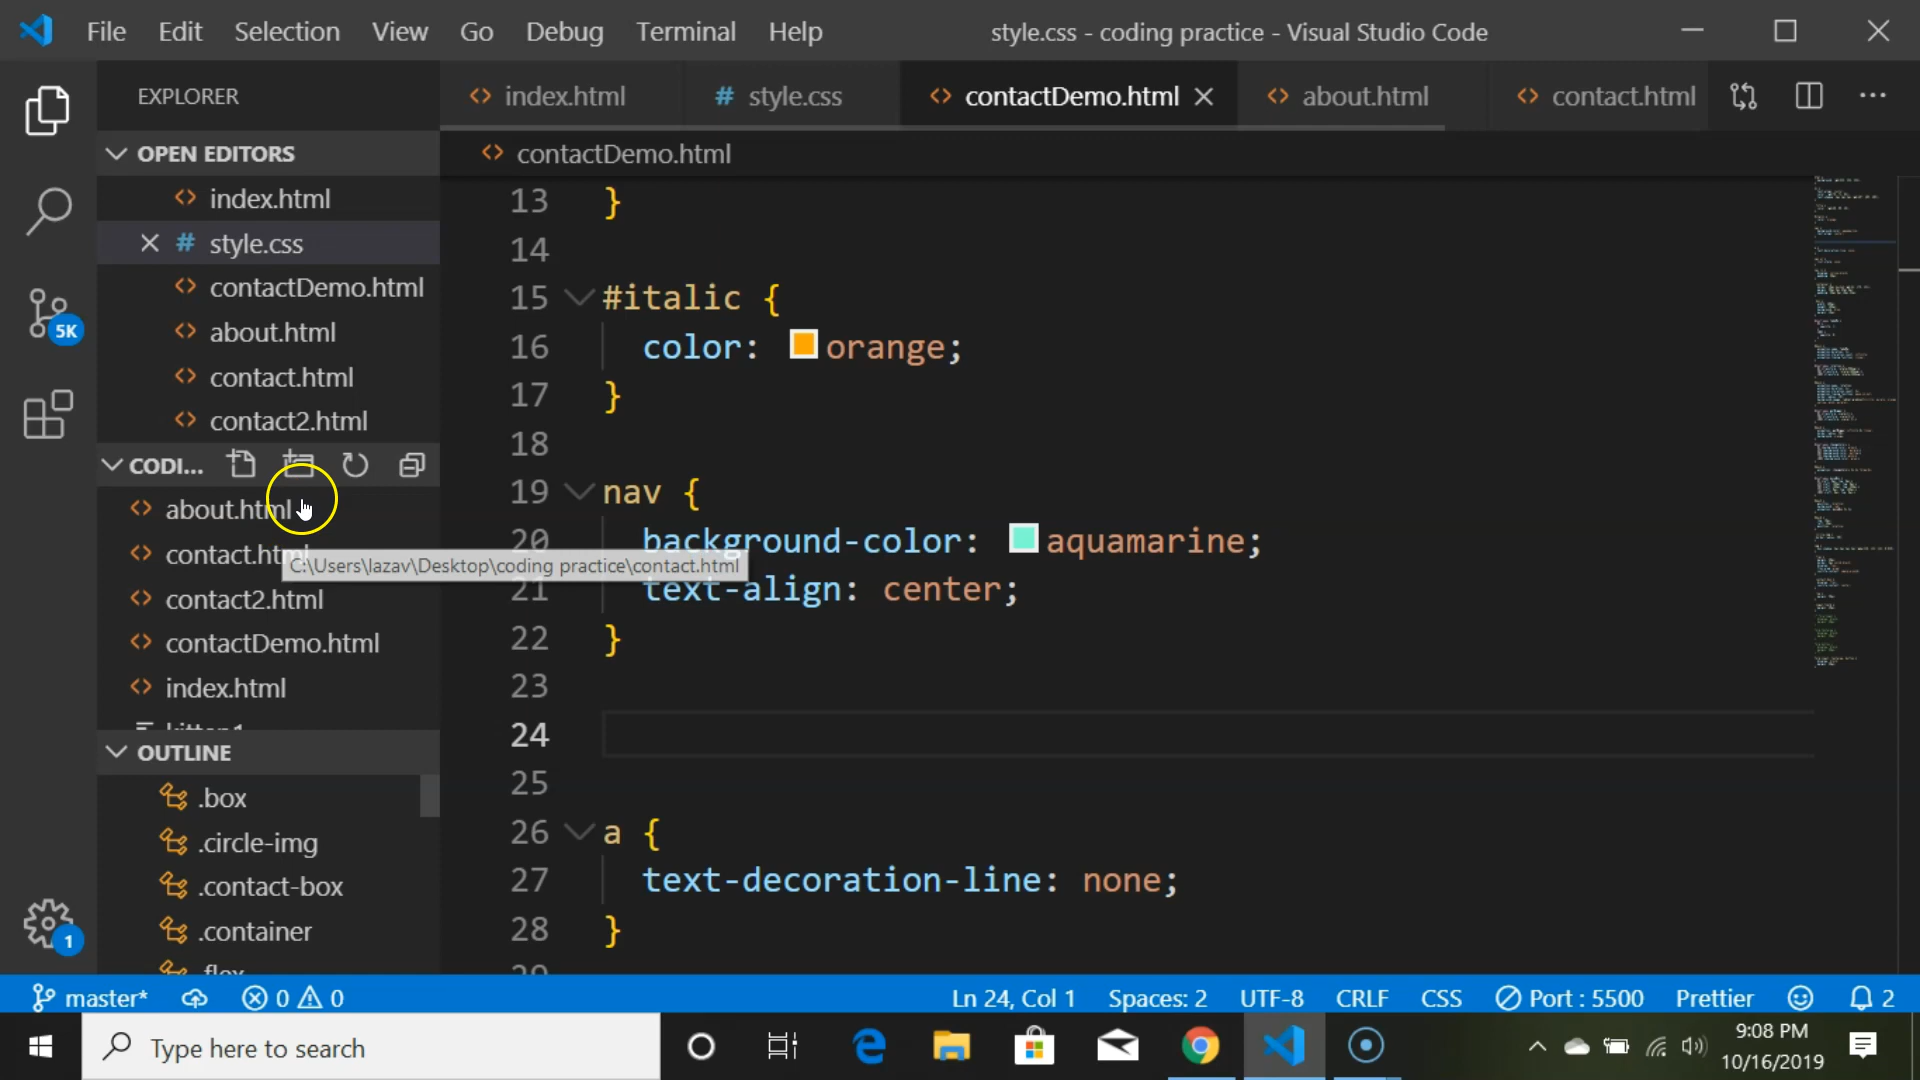 File Edit Selection View Go Debug Terminal Help
style.css - coding practice - Visual Studio Code
EXPLORER
index.html
# style.css
contactDemo.html
about.html
contact.html
OPEN EDITORS
index.html
# style.css
contactDemo.html
about.html
contact.html
contact2.html
5K
CODI...
about.html
contact.html
contact2.html
contactDemo.html
index.html
C:\Users\lazav\Desktop\coding practice\contact.html
OUTLINE
.box
.circle-img
.contact-box
.container
1
contactDemo.html
13 }
14
15 #italic {
16 color: orange;
17 }
18
19 nav {
20 background-color: aquamarine;
21 text-align: center;
22 }
23
24
25
26 a {
27 text-decoration-line: none;
28 }
master* 0 0
Ln 24, Col 1 Spaces: 2 UTF-8 CRLF CSS Port : 5500 Prettier 2
Type here to search
9:08 PM
10/16/2019